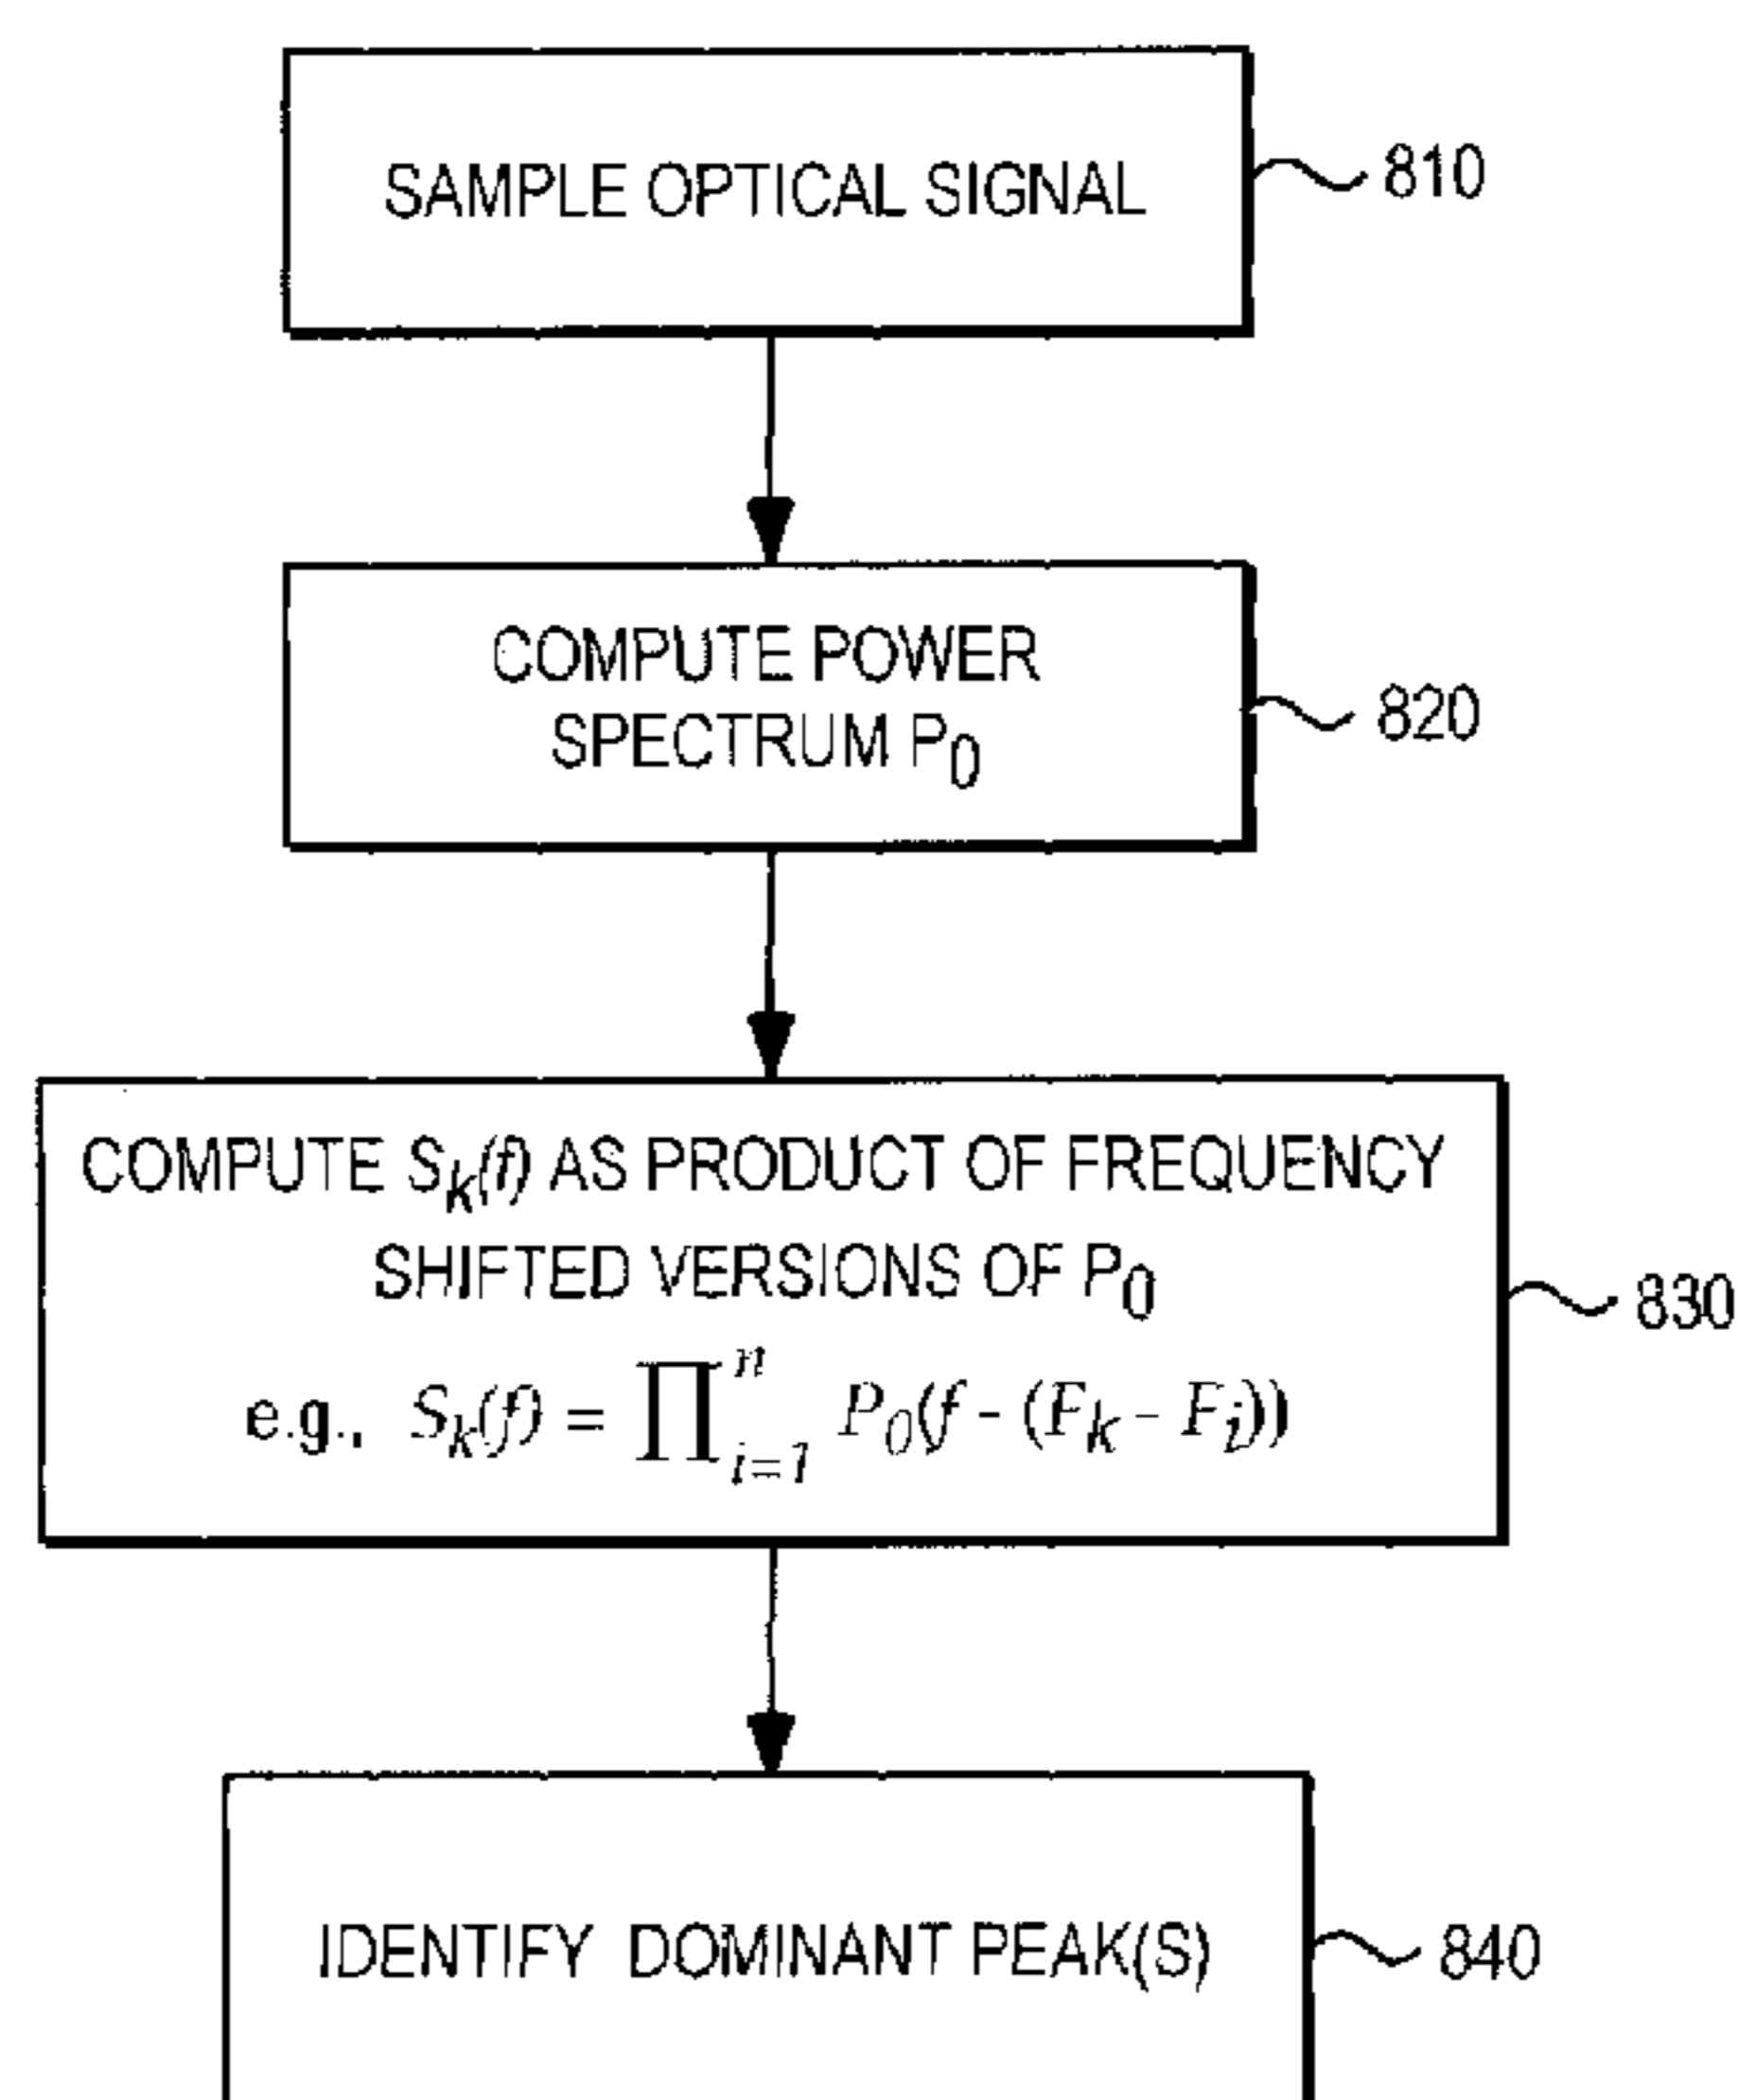 SAMPLE OPTICAL SIGNAL
810
COMPUTE POWER
SPECTRUM P₀
820
COMPUTE Sₖ(f) AS PRODUCT OF FREQUENCY
SHIFTED VERSIONS OF P₀
e.g., Sₖ(f) = ∏ⁿᵢ₌₁ P₀(f - (Fₖ - Fᵢ))
830
IDENTIFY DOMINANT PEAK(S)
840